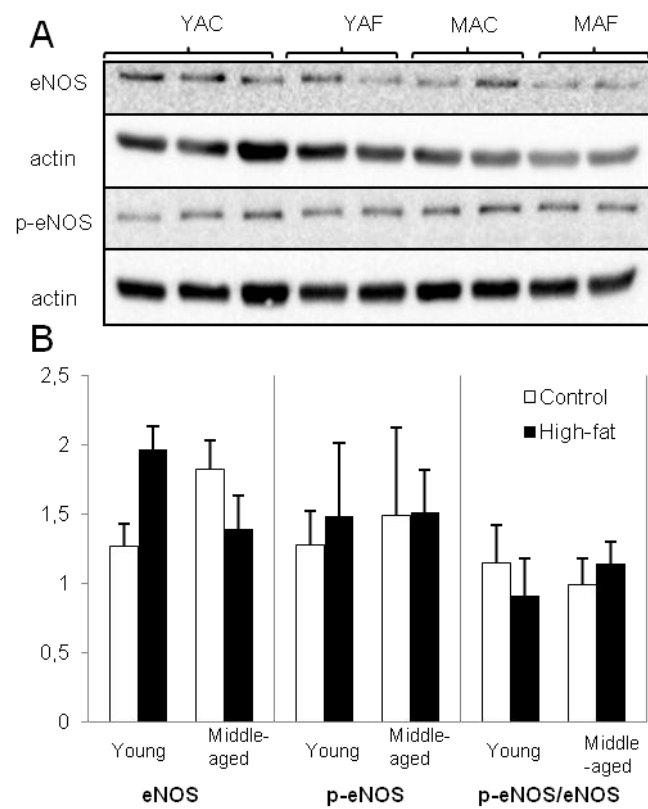 A
YAC YAF MAC MAF
eNOS
actin
p-eNOS
actin
B
2,5
2
1,5
1
0,5
0
Control
High-fat
Young Middle-aged Young Middle-aged Young Middle-aged
eNOS p-eNOS p-eNOS/eNOS